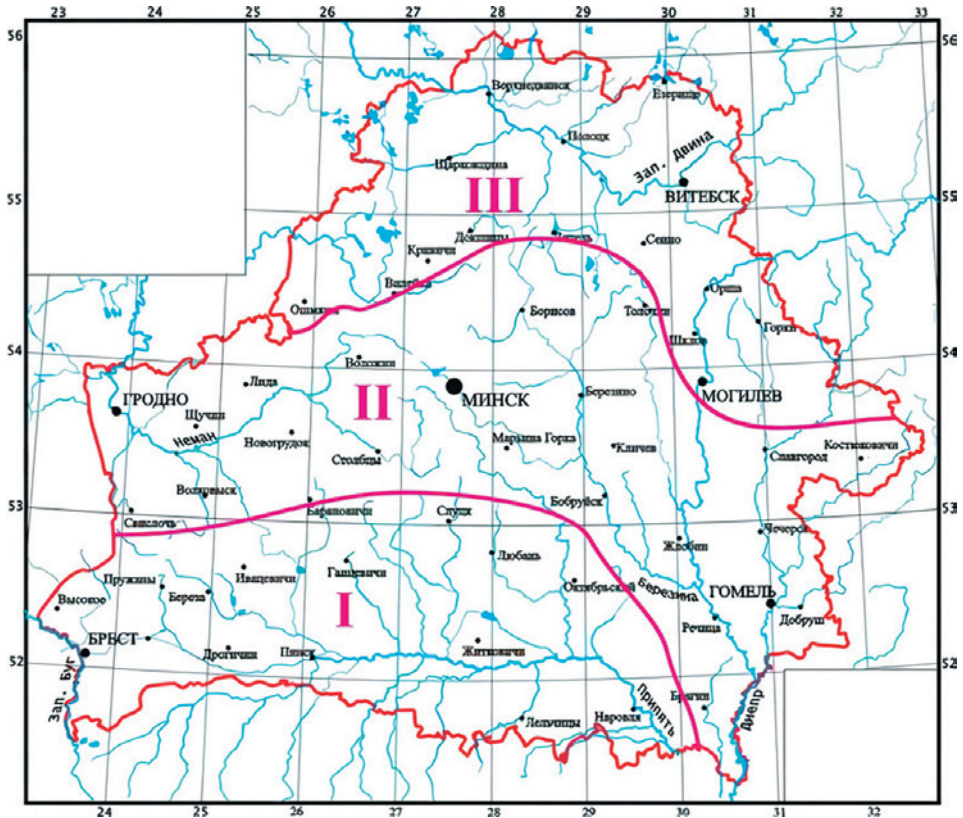 23 24 25 26 27 28 29 30 31 32 33
56 56
Верхнедвинск
Езерище
Полоцк
Шарковщина
Зап. Двина
55 55
III
ВИТЕБСК
Докшицы
Сенно
Кривичи
Вилейка
Орша
Борисов
Толочин
Горки
54 54
Шклов
Воложин
Лида
ГРОДНО
II
МИНСК
Березино
МОГИЛЕВ
Щучин
Неман
Новогрудок
Марьина Горка
Кличев
Костюковичи
Столбцы
Славгород
Волковыск
Бобруйск
53 53
Свислочь
Барановичи
Слуцк
Чечерск
Жлобин
Любань
Пружаны
Ивацевичи
Ганцевичи
Октябрьский
Березина
ГОМЕЛЬ
Высокое
Береза
I
Добруш
Речица
БРЕСТ
Дрогичин
Пинск
Житковичи
52 52
Зап. Буг
Брагин
Днепр
Припять
Лельчицы
Наровля
24 25 26 27 28 29 30 31 32